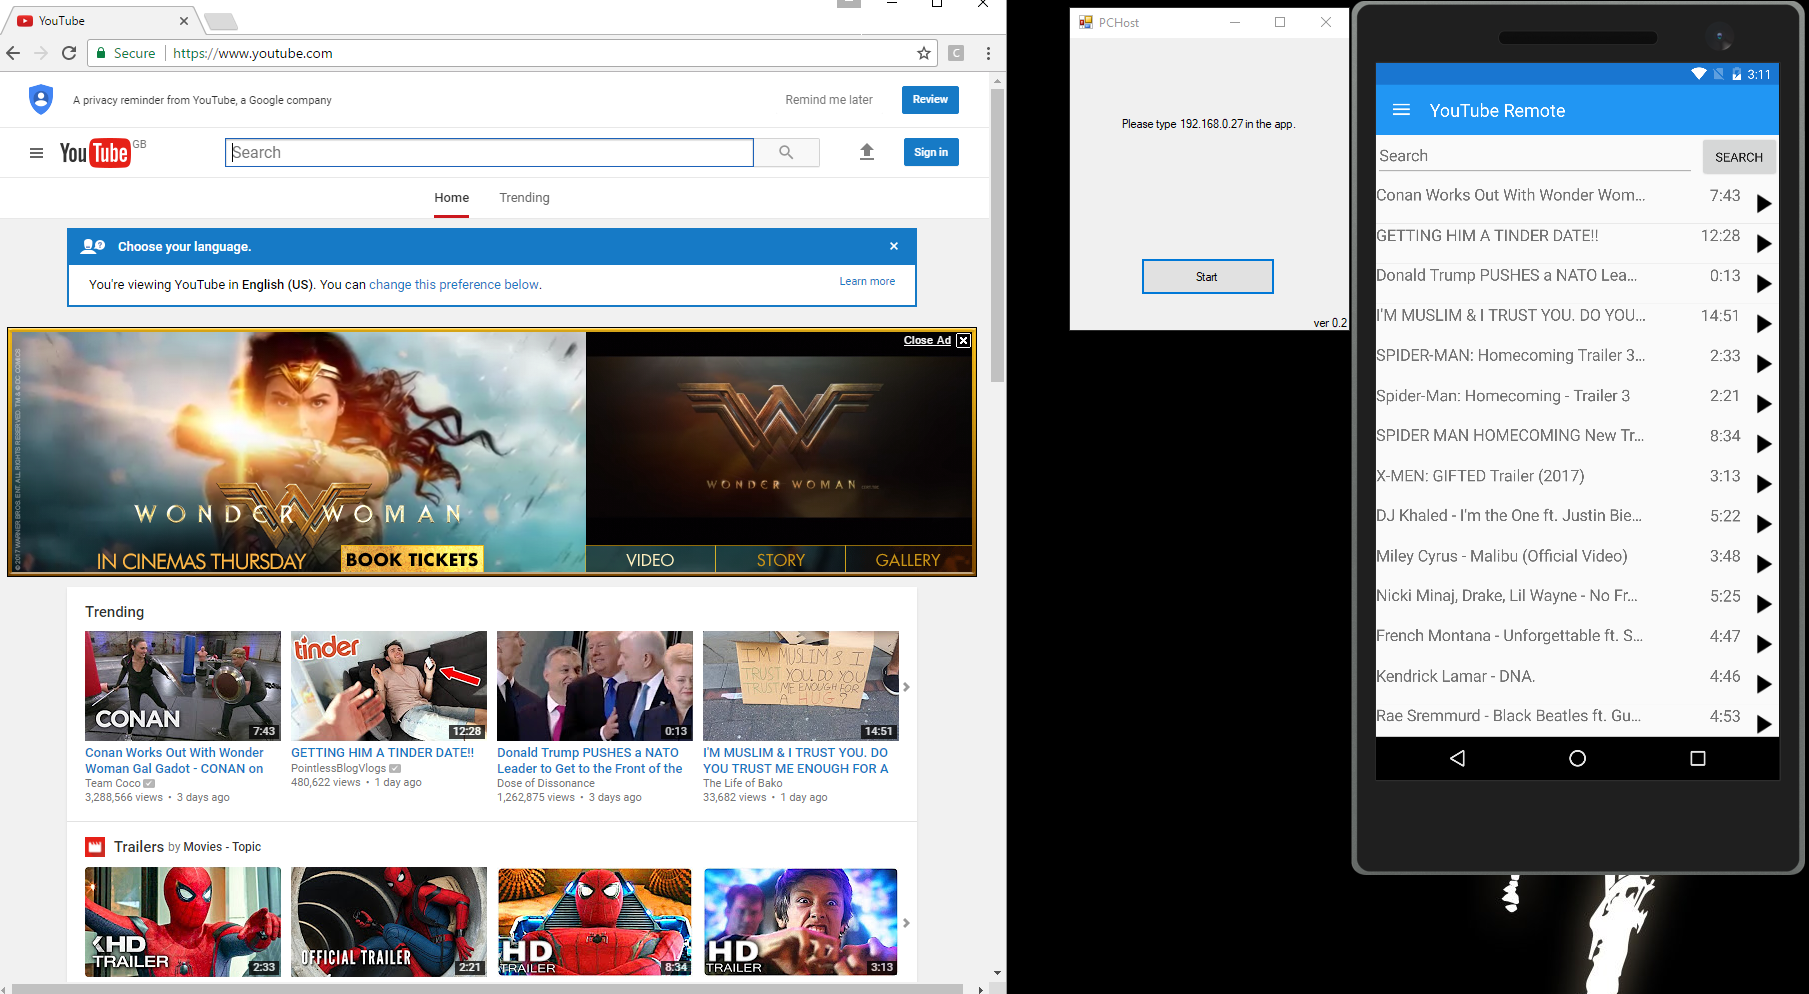 YouTube
Secure
https://www.youtube.com
C
A privacy reminder from YouTube, a Google company
Remind me later
Review
YouTube GB
Search
Sign in
Home
Trending
Choose your language.
You're viewing YouTube in English (US). You can change this preference below.
Learn more
Close Ad
WONDER WOMAN
IN CINEMAS THURSDAY
BOOK TICKETS
WONDER WOMAN
VIDEO
STORY
GALLERY
Trending
CONAN
7:43
tinder
12:28
0:13
I'M MUSLIM & I
TRUST YOU. DO YOU
TRUST ME ENOUGH FOR
A HUG?
14:51
Conan Works Out With Wonder
Woman Gal Gadot - CONAN on
Team Coco
3,288,566 views • 3 days ago
GETTING HIM A TINDER DATE!!
PointlessBlogVlogs
480,622 views • 1 day ago
Donald Trump PUSHES a NATO
Leader to Get to the Front of the
Dose of Dissonance
1,262,875 views • 3 days ago
I'M MUSLIM & I TRUST YOU. DO
YOU TRUST ME ENOUGH FOR A
The Life of Bako
33,682 views • 1 day ago
Trailers by Movies - Topic
KHD
TRAILER
2:33
OFFICIAL TRAILER
2:21
HD
TRAILER
8:34
HD
TRAILER
3:13
PCHost
Please type 192.168.0.27 in the app.
Start
ver 0.2
3:11
YouTube Remote
Search
SEARCH
Conan Works Out With Wonder Wom... 7:43
GETTING HIM A TINDER DATE!! 12:28
Donald Trump PUSHES a NATO Lea... 0:13
I'M MUSLIM & I TRUST YOU. DO YOU... 14:51
SPIDER-MAN: Homecoming Trailer 3... 2:33
Spider-Man: Homecoming - Trailer 3 2:21
SPIDER MAN HOMECOMING New Tr... 8:34
X-MEN: GIFTED Trailer (2017) 3:13
DJ Khaled - I'm the One ft. Justin Bie... 5:22
Miley Cyrus - Malibu (Official Video) 3:48
Nicki Minaj, Drake, Lil Wayne - No Fr... 5:25
French Montana - Unforgettable ft. S... 4:47
Kendrick Lamar - DNA. 4:46
Rae Sremmurd - Black Beatles ft. Gu... 4:53